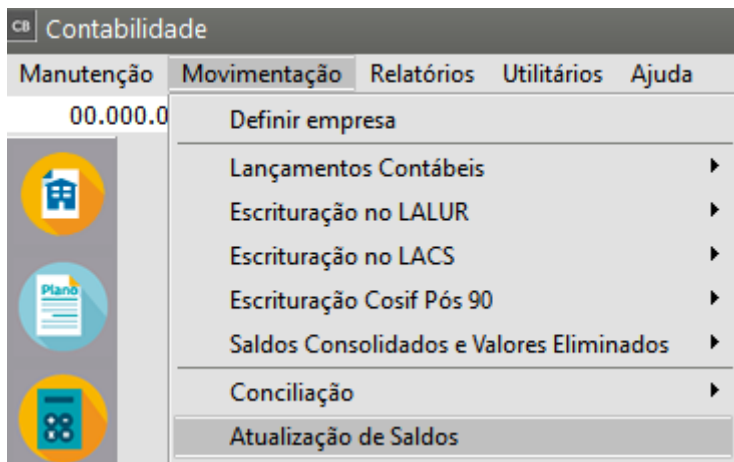 CB Contabilidade
Manutenção Movimentação Relatórios Utilitários Ajuda
00.000.0
Definir empresa
Lançamentos Contábeis
Escrituração no LALUR
Escrituração no LACS
Plano
Escrituração Cosif Pós 90
Saldos Consolidados e Valores Eliminados
Conciliação
Atualização de Saldos